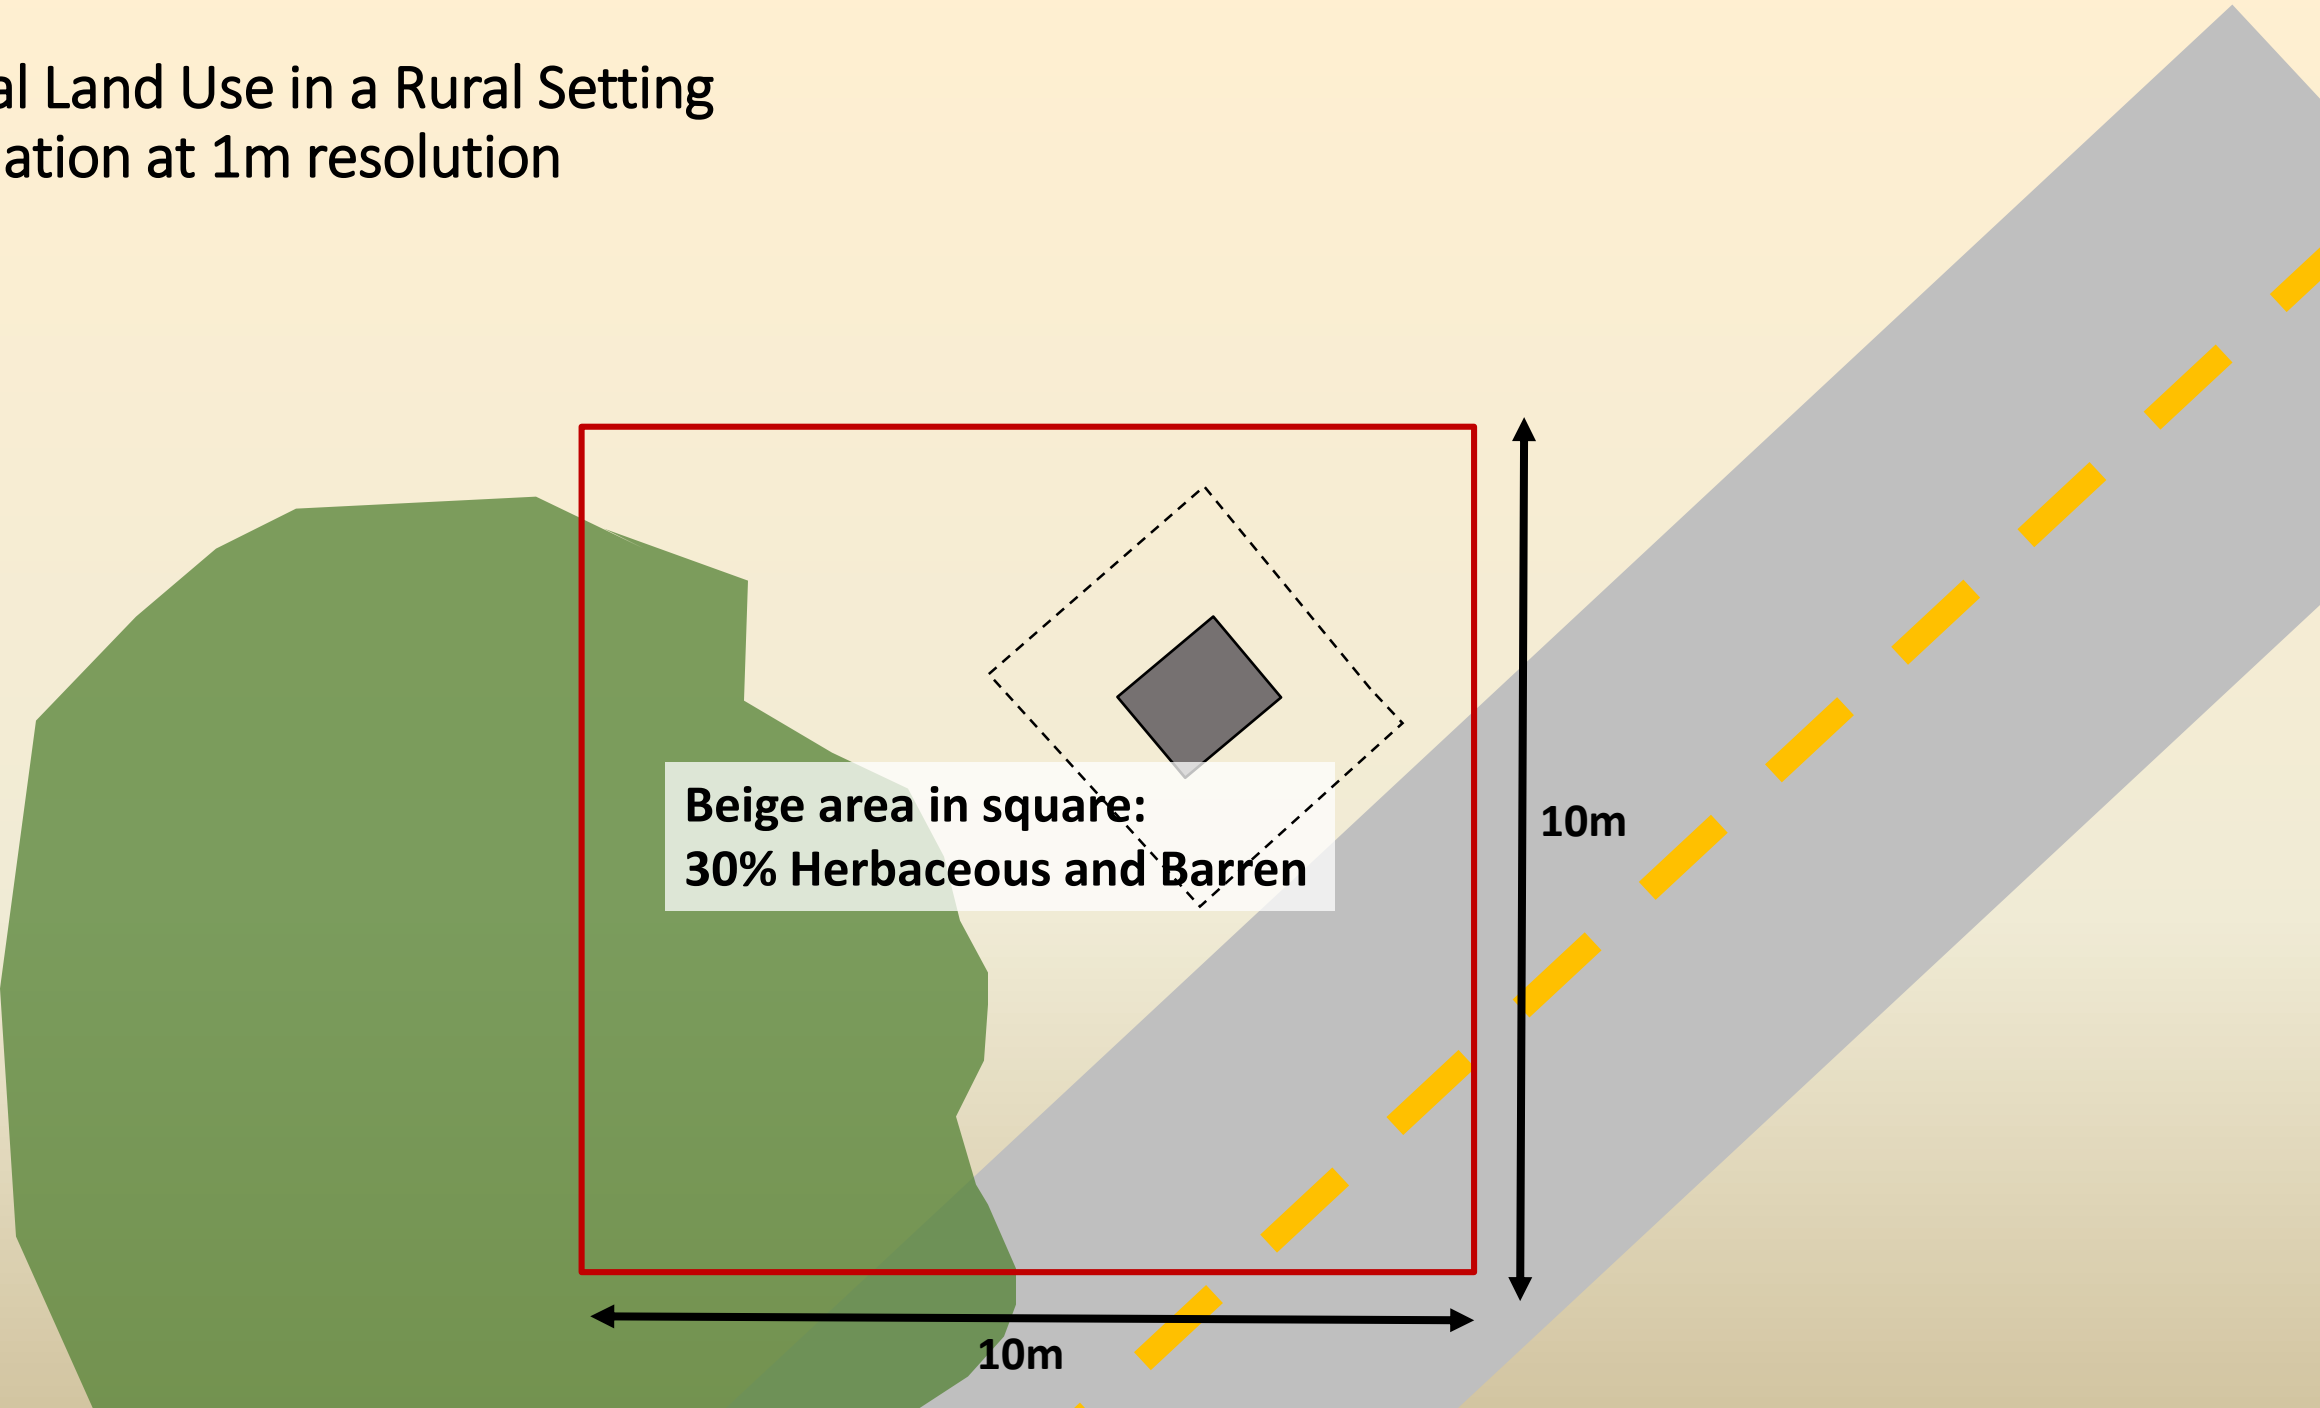 al Land Use in a Rural Setting
ation at 1m resolution
Beige area in square:
30% Herbaceous and Barren
10m
10m